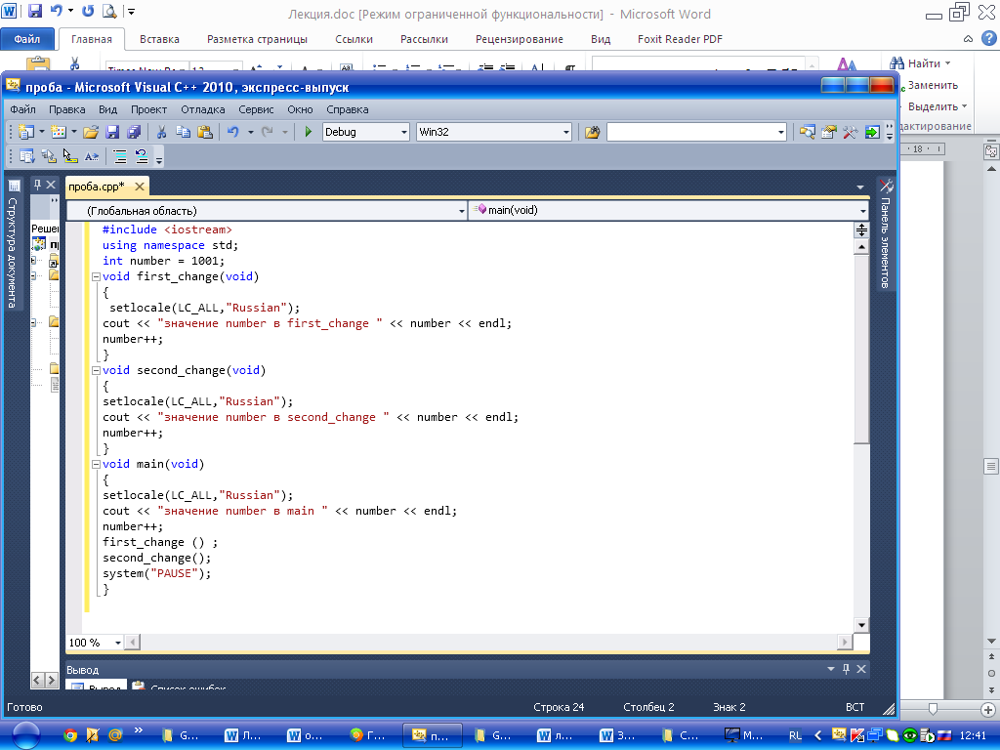 Лекция.doc [Режим ограниченной функциональности] - Microsoft Word
Файл Главная Вставка Разметка страницы Ссылки Рассылки Рецензирование Вид Foxit Reader PDF
Найти
Заменить
Выделить
проба - Microsoft Visual C++ 2010, экспресс-выпуск
Файл Правка Вид Проект Отладка Сервис Окно Справка
Debug Win32
18
проба.cpp*
Структура документа
Панель элементов
(Глобальная область) main(void)
#include <iostream>
using namespace std;
int number = 1001;
void first_change(void)
{
setlocale(LC_ALL,"Russian");
cout << "значение number в first_change " << number << endl;
number++;
}
void second_change(void)
{
setlocale(LC_ALL,"Russian");
cout << "значение number в second_change " << number << endl;
number++;
}
void main(void)
{
setlocale(LC_ALL,"Russian");
cout << "значение number в main " << number << endl;
number++;
first_change () ;
second_change();
system("PAUSE");
}
100 %
Вывод
Вывод Список ошибок
Готово Строка 24 Столбец 2 Знак 2 ВСТ
G... Л... о... Г... п... G... л... З... С... М... RU 12:41